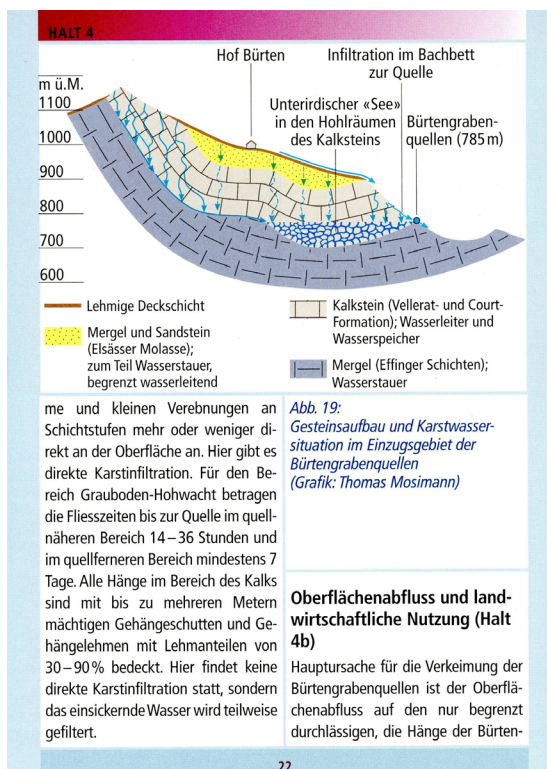 HALT 4
Hof Bürten
Infiltration im Bachbett
zur Quelle
m ü.M.
Unterirdischer «See»
in den Hohlräumen
des Kalksteins
Bürtengraben-
quellen (785 m)
1100
1000
900
800
700
600
Lehmige Deckschicht
Mergel und Sandstein
(Elsässer Molasse);
zum Teil Wasserstauer,
begrenzt wasserleitend
Kalkstein (Vellerat- und Court-
Formation); Wasserleiter und
Wasserspeicher
Mergel (Effinger Schichten);
Wasserstauer
me und kleinen Verebnungen an
Schichtstufen mehr oder weniger di-
rekt an der Oberfläche an. Hier gibt es
direkte Karstinfiltration. Für den Be-
reich Grauboden-Hohwacht betragen
die Fliesszeiten bis zur Quelle im quell-
näheren Bereich 14–36 Stunden und
im quellferneren Bereich mindestens 7
Tage. Alle Hänge im Bereich des Kalks
sind mit bis zu mehreren Metern
mächtigen Gehängeschutten und Ge-
hängelehmen mit Lehmanteilen von
30–90% bedeckt. Hier findet keine
direkte Karstinfiltration statt, sondern
das einsickernde Wasser wird teilweise
gefiltert.
Abb. 19:
Gesteinsaufbau und Karstwasser-
situation im Einzugsgebiet der
Bürtengrabenquellen
(Grafik: Thomas Mosimann)
Oberflächenabfluss und land-
wirtschaftliche Nutzung (Halt
4b)
Hauptursache für die Verkeimung der
Bürtengrabenquellen ist der Oberflä-
chenabfluss auf den nur begrenzt
durchlässigen, die Hänge der Bürten-
22